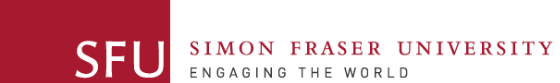 SFU
SIMON FRASER UNIVERSITY
ENGAGING THE WORLD